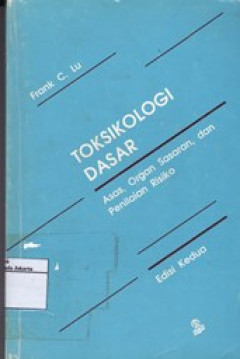 Frank C. Lu
TOKSIKOLOGI
DASAR
Asas, Organ Sasaran, dan
Penilaian Risiko
Edisi Kedua